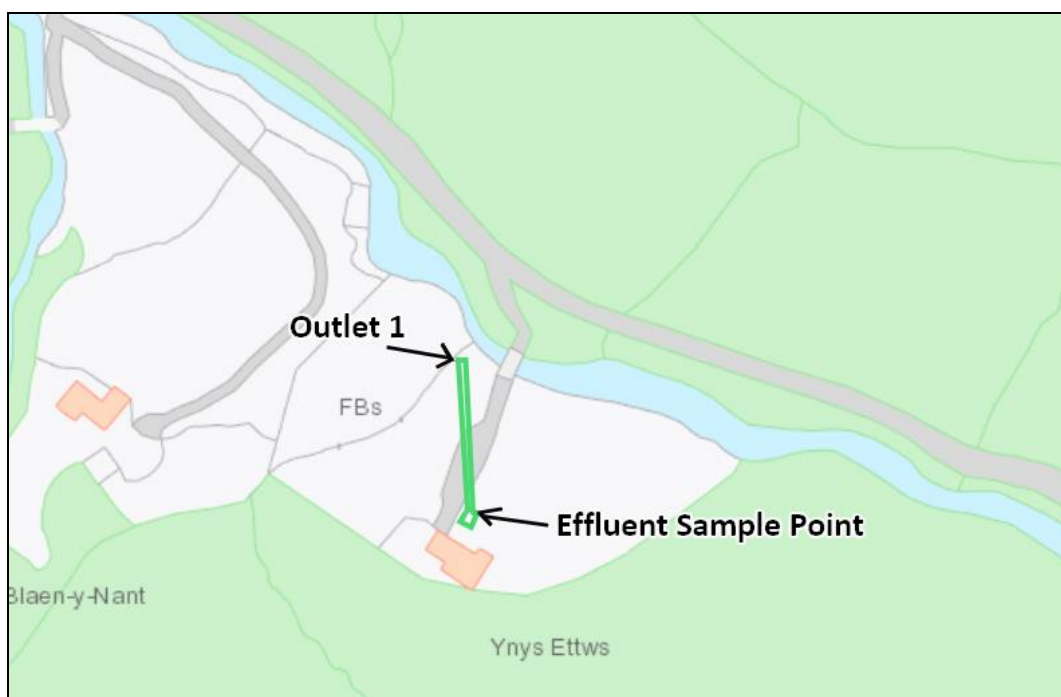 Outlet 1
FBs
Effluent Sample Point
Blaen-y-Nant
Ynys Ettws